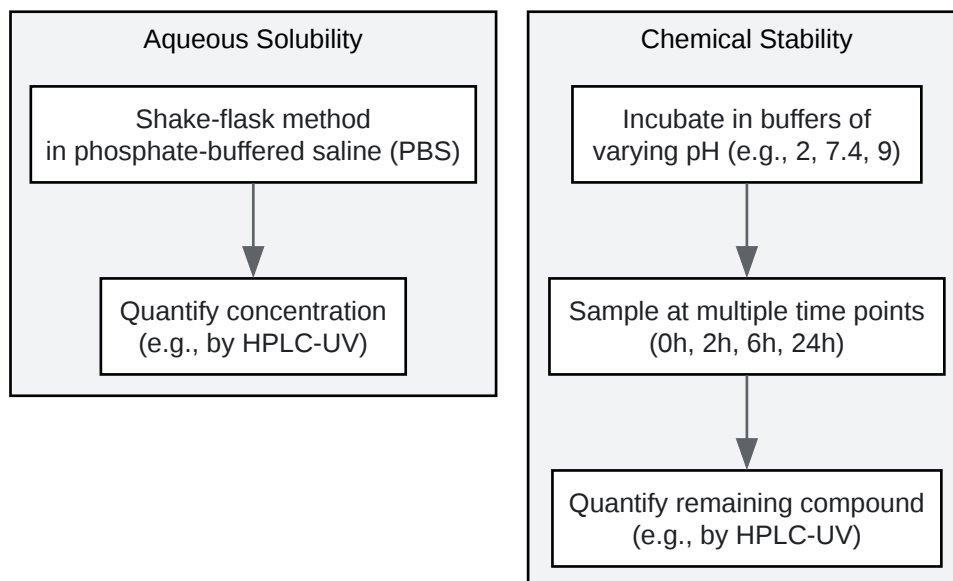 Aqueous Solubility
Shake-flask method
in phosphate-buffered saline (PBS)
Quantify concentration
(e.g., by HPLC-UV)
Chemical Stability
Incubate in buffers of
varying pH (e.g., 2, 7.4, 9)
Sample at multiple time points
(0h, 2h, 6h, 24h)
Quantify remaining compound
(e.g., by HPLC-UV)